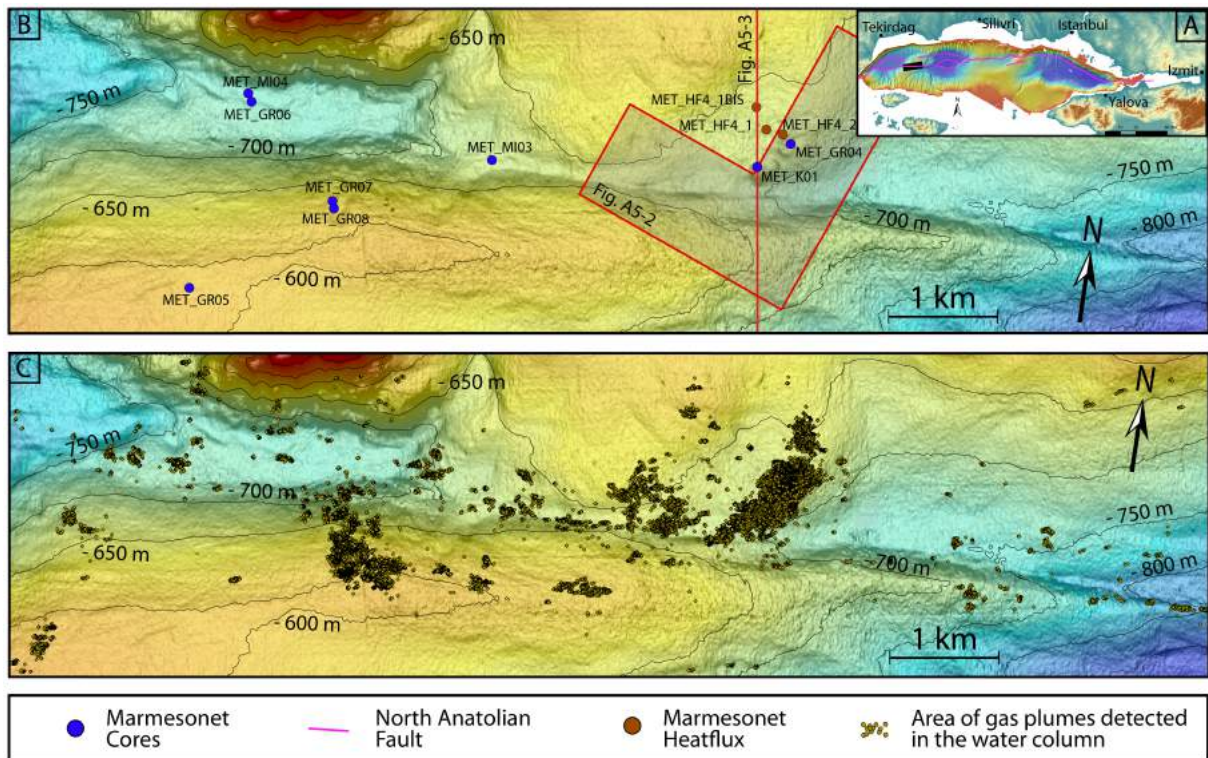 B
- 650 m
Fig. A5-3
Tekirdag
Silivri
Istanbul
A
Izmit
Yalova
N
- 750 m
MET_MI04
MET_GR06
- 700 m
MET_MI03
MET_HF4_1BIS
MET_HF4_1
MET_HF4_2
MET_GR04
MET_K01
- 750 m
MET_GR07
MET_GR08
- 650 m
Fig. A5-2
- 700 m
- 800 m
MET_GR05
- 600 m
N
1 km
C
- 650 m
N
- 750 m
- 700 m
- 650 m
- 750 m
- 700 m
- 800 m
- 600 m
1 km
Marmesonet
Cores
North Anatolian
Fault
Marmesonet
Heatflux
Area of gas plumes detected
in the water column